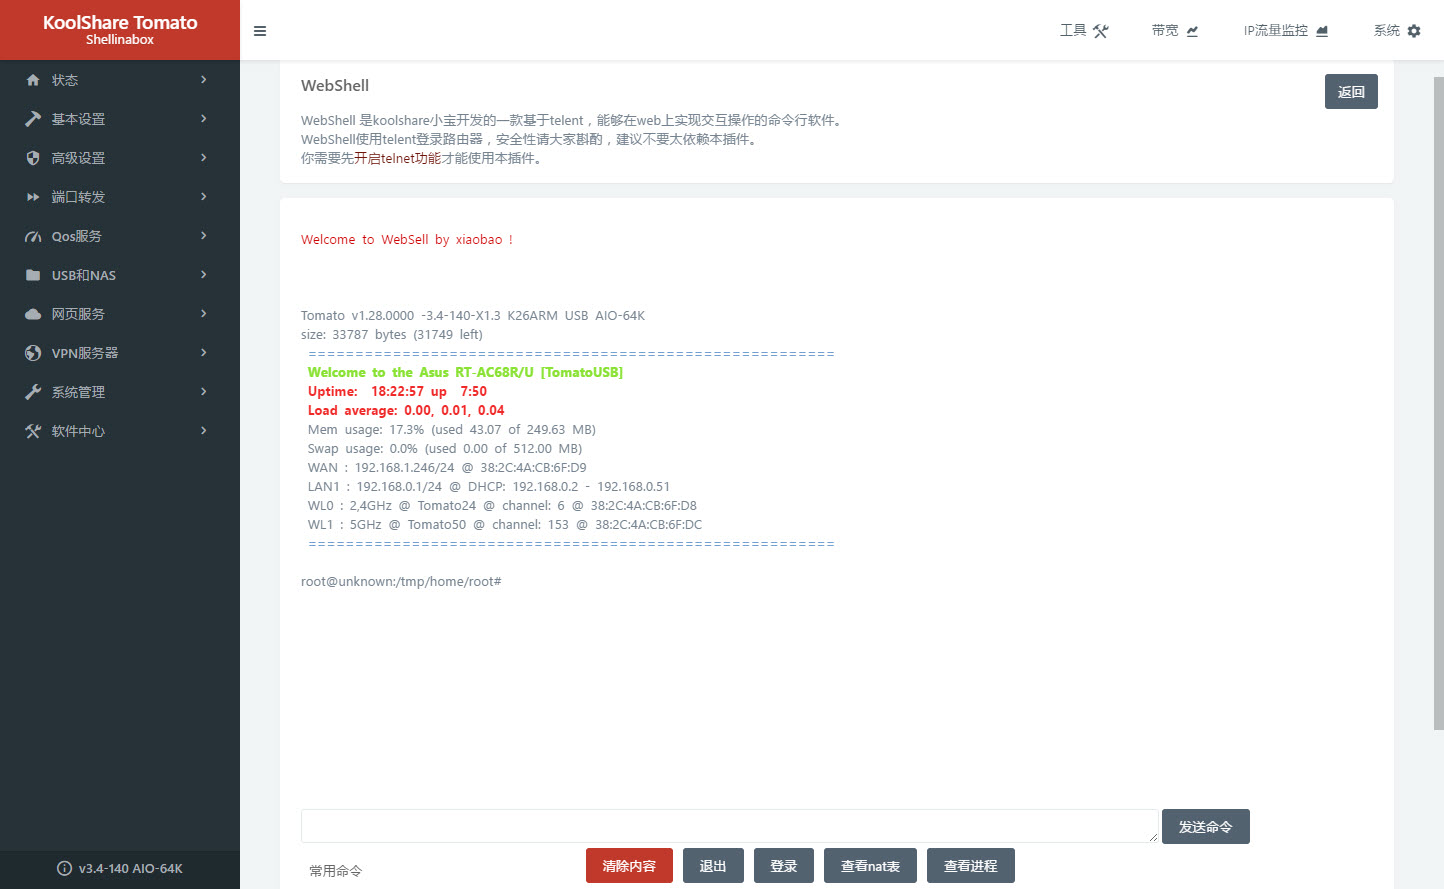 KoolShare Tomato
Shellinabox
工具
带宽
IP流量监控
系统
状态
基本设置
高级设置
端口转发
Qos服务
USB和NAS
网页服务
VPN服务器
系统管理
软件中心
v3.4-140 AIO-64K
WebShell
返回
WebShell 是koolshare小宝开发的一款基于telent，能够在web上实现交互操作的命令行软件。
WebShell使用telent登录路由器，安全性请大家斟酌，建议不要太依赖本插件。
你需要先开启telnet功能才能使用本插件。
Welcome to WebSell by xiaobao !
Tomato v1.28.0000 -3.4-140-X1.3 K26ARM USB AIO-64K
size: 33787 bytes (31749 left)
========================================================
Welcome to the Asus RT-AC68R/U [TomatoUSB]
Uptime: 18:22:57 up 7:50
Load average: 0.00, 0.01, 0.04
Mem usage: 17.3% (used 43.07 of 249.63 MB)
Swap usage: 0.0% (used 0.00 of 512.00 MB)
WAN : 192.168.1.246/24 @ 38:2C:4A:CB:6F:D9
LAN1 : 192.168.0.1/24 @ DHCP: 192.168.0.2 - 192.168.0.51
WL0 : 2,4GHz @ Tomato24 @ channel: 6 @ 38:2C:4A:CB:6F:D8
WL1 : 5GHz @ Tomato50 @ channel: 153 @ 38:2C:4A:CB:6F:DC
========================================================
root@unknown:/tmp/home/root#
发送命令
常用命令
清除内容
退出
登录
查看nat表
查看进程